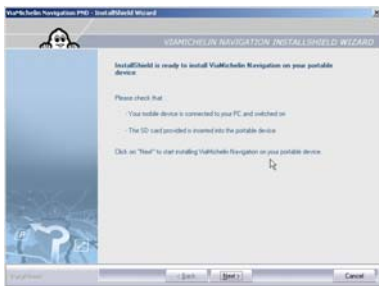 ViaMichelin Navigation PND - InstallShield Wizard
VIAMICHELIN NAVIGATION INSTALLSHIELD WIZARD
InstallShield is ready to install ViaMichelin Navigation on your portable
device
Please check that :
- Your mobile device is connected to your PC and switched on
- The SD card provided is inserted into the portable device
Click on "Next" to start installing ViaMichelin Navigation on your portable device
InstallShield
< Back
Next >
Cancel